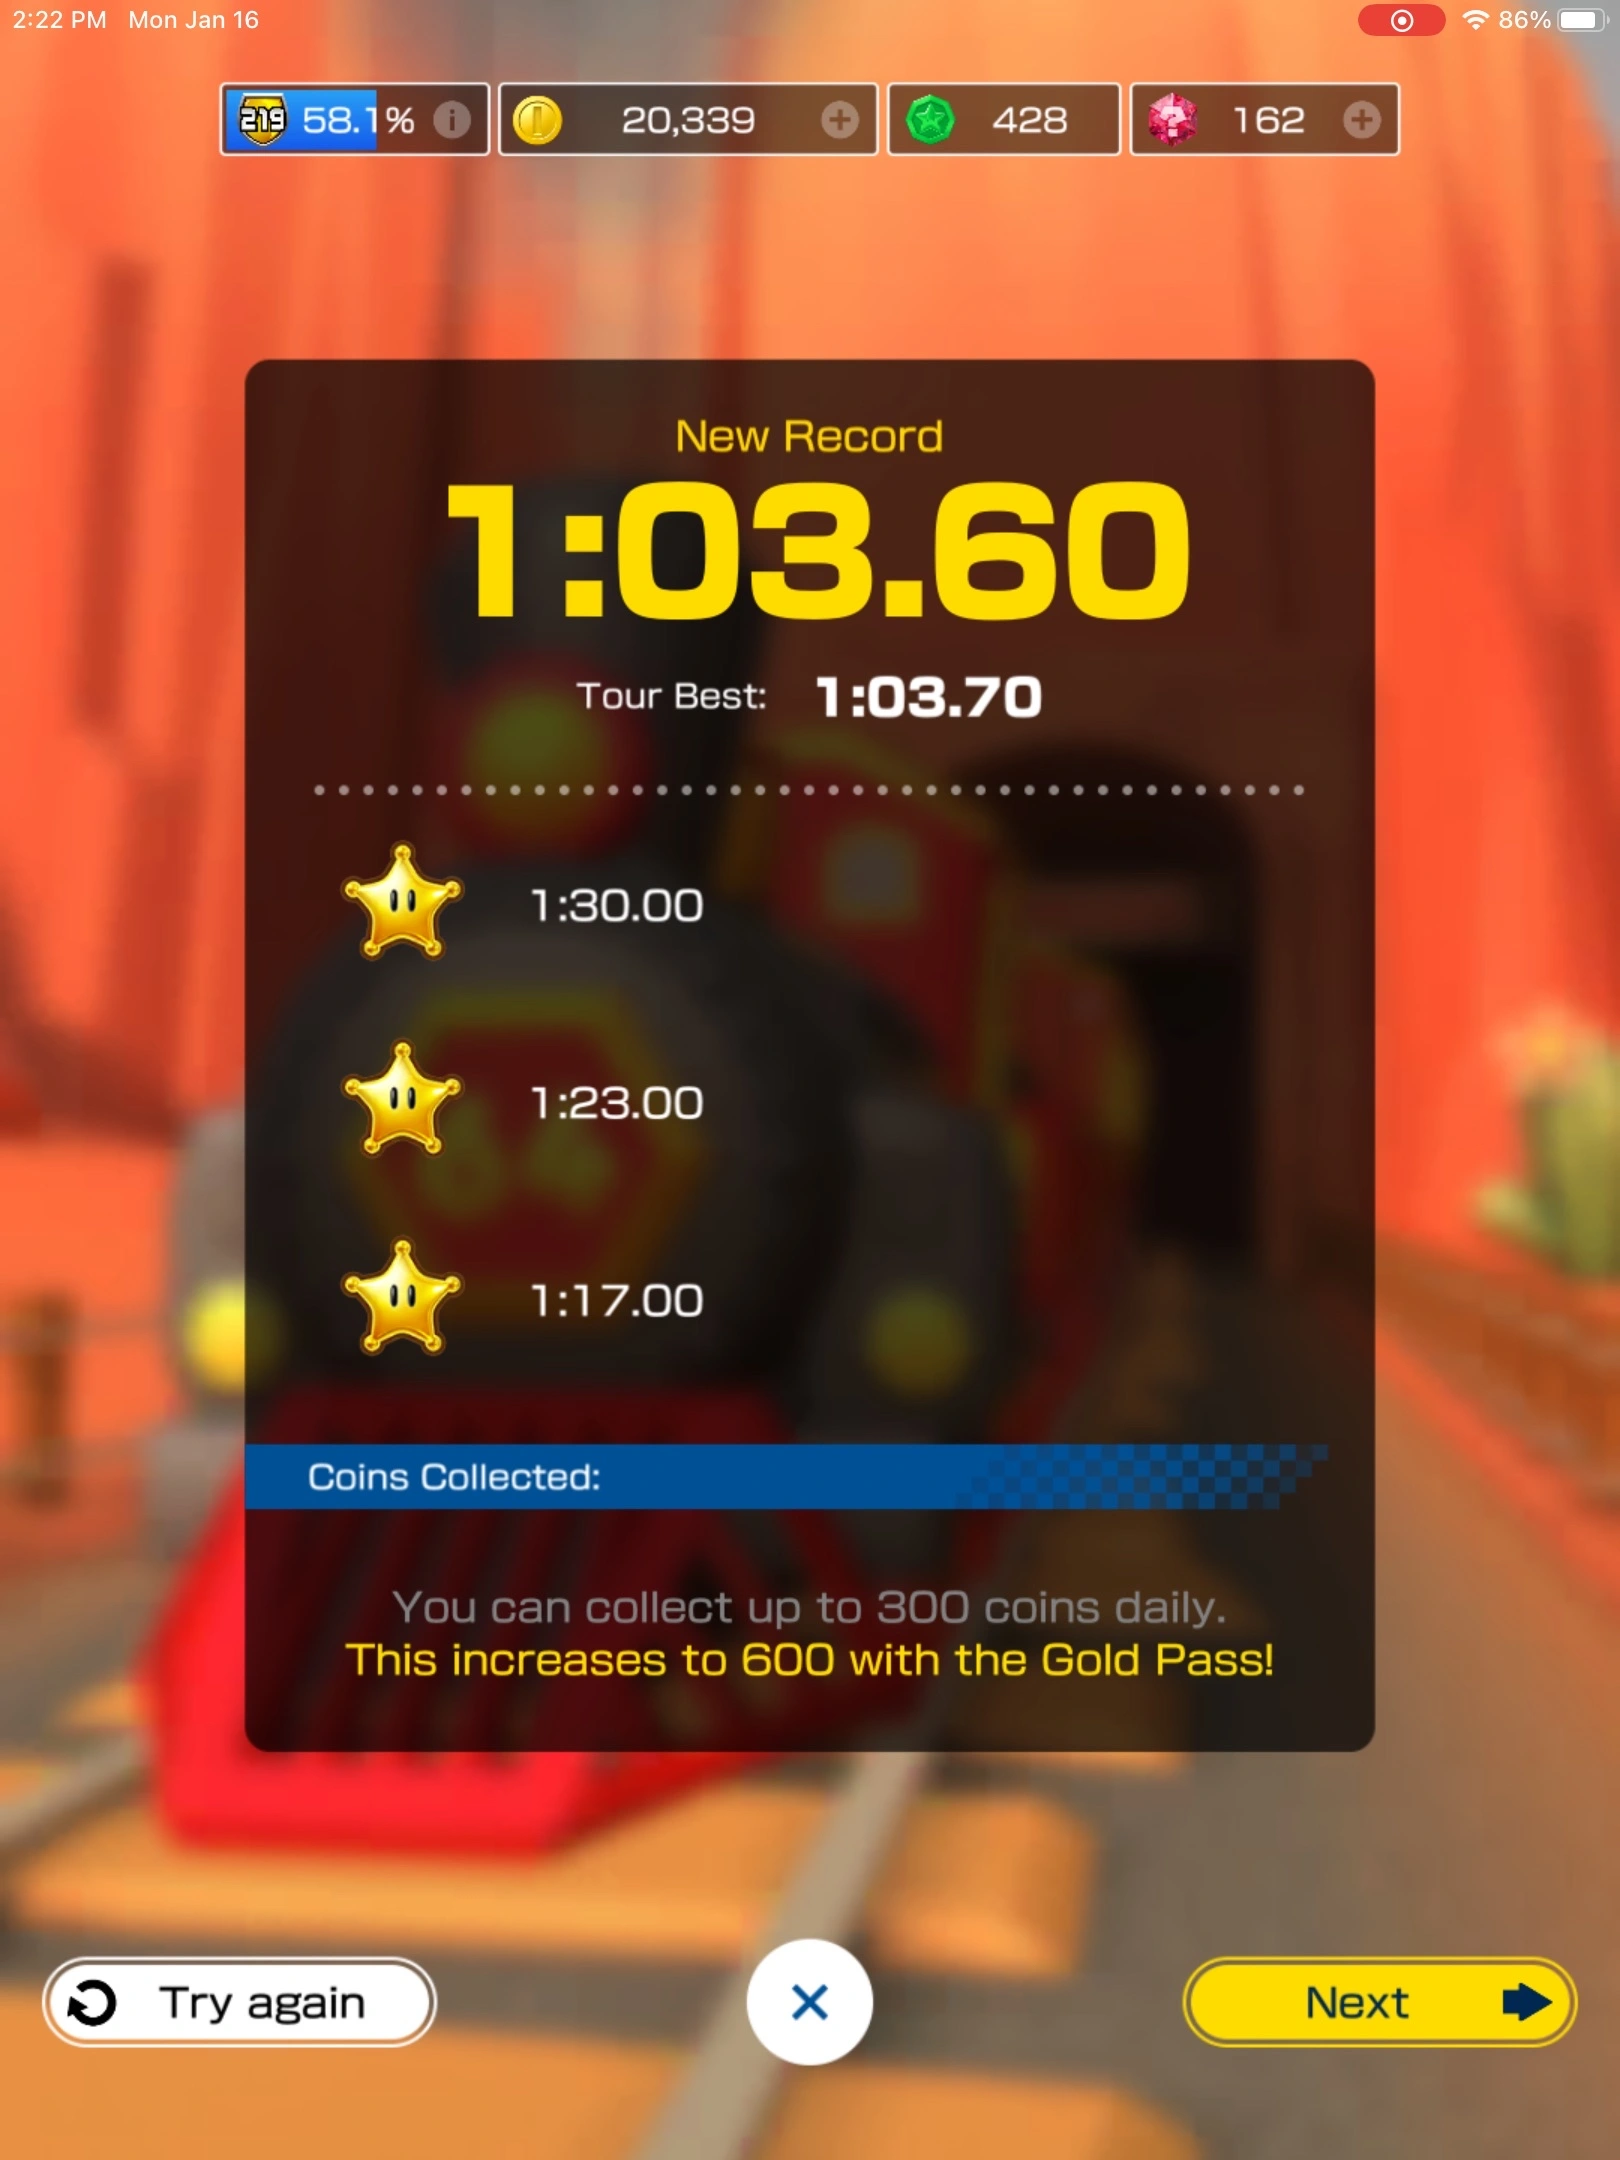 2:22 PM Mon Jan 16 86%
219 58.1% i 20,339 428 ? 162
New Record
1:03.60
Tour Best: 1:03.70
1:30.00
1:23.00
64
1:17.00
Coins Collected:
You can collect up to 300 coins daily.
This increases to 600 with the Gold Pass!
Try again × Next